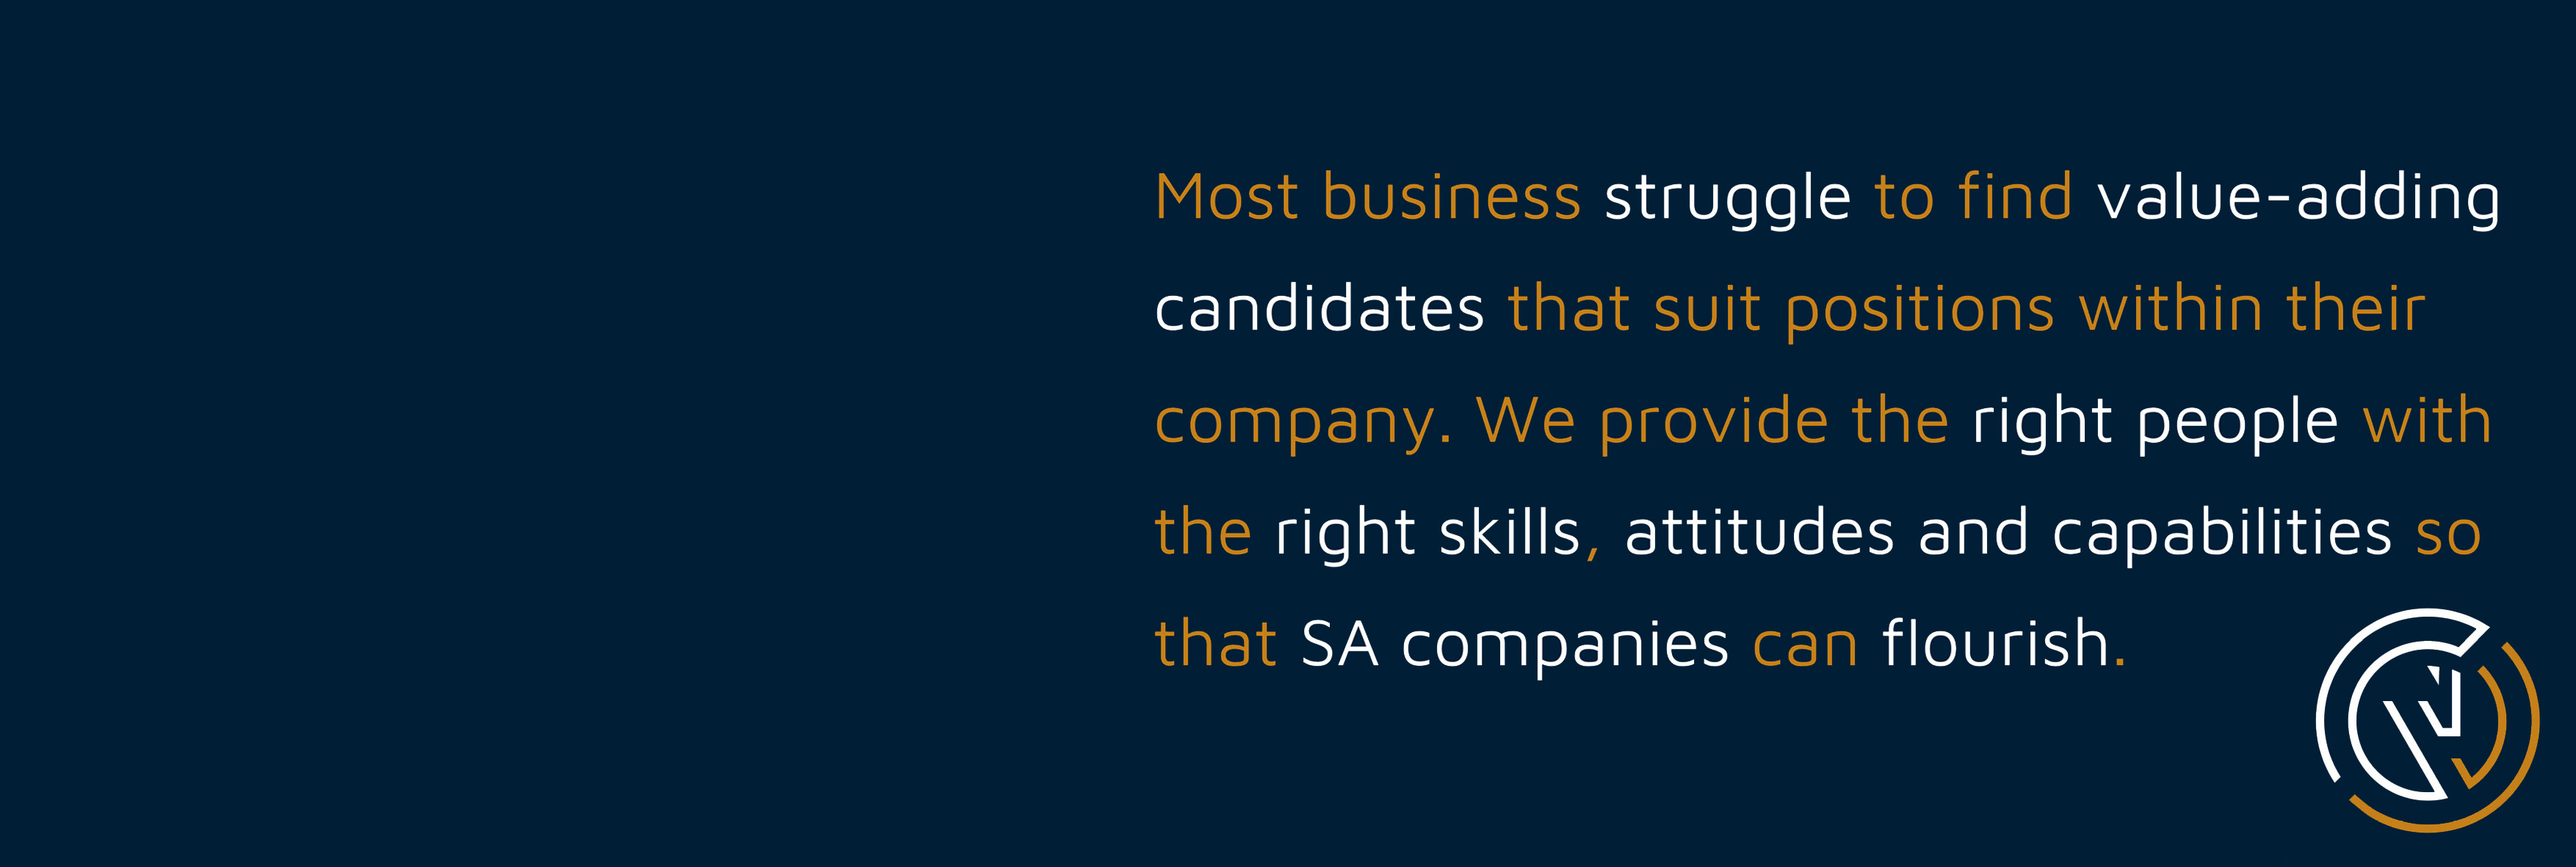 Most business struggle to find value-adding
candidates that suit positions within their
company. We provide the right people with
the right skills, attitudes and capabilities so
that SA companies can flourish.